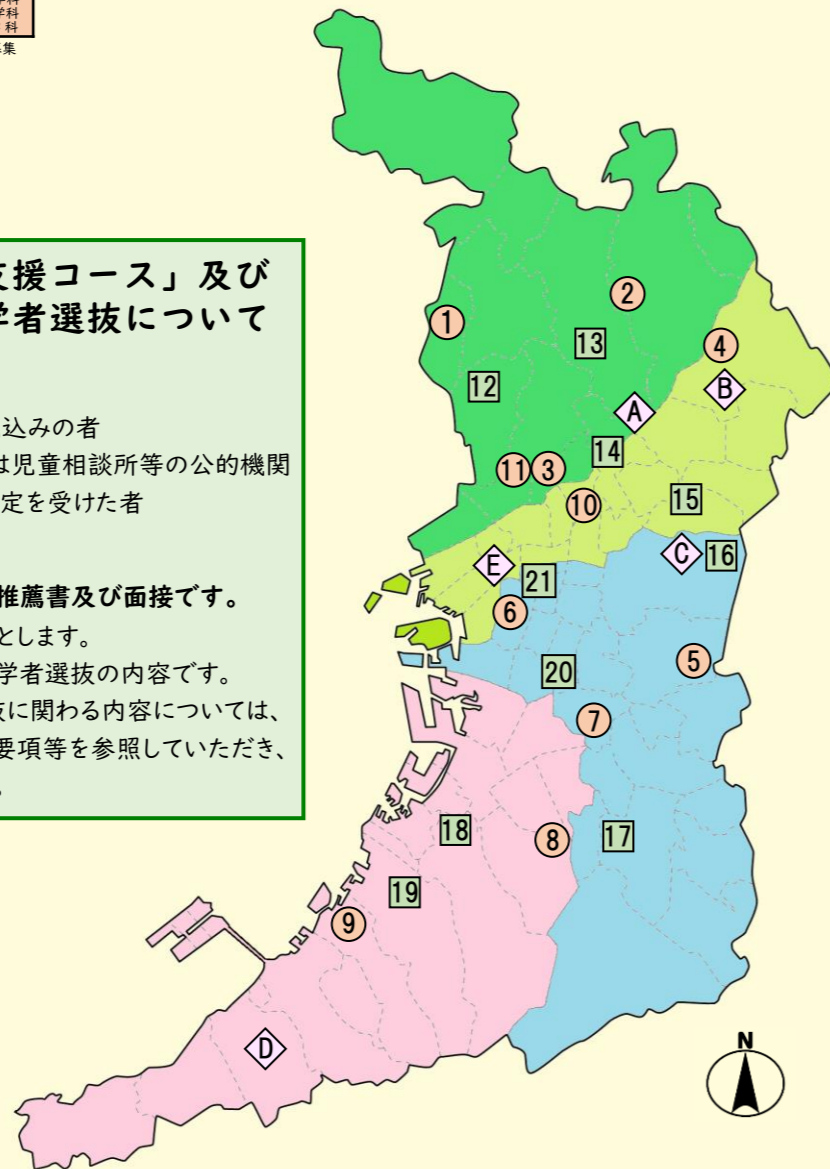 学科
科
集
支援コース」及び
学者選抜について
込みの者
は児童相談所等の公的機関
定を受けた者
推薦書及び面接です。
とします。
学者選抜の内容です。
抜に関わる内容については、
要項等を参照していただき、
1
2
13
4
12
B
A
14
11
3
10
15
E
21
C
16
6
5
20
7
18
8
17
19
9
D
N